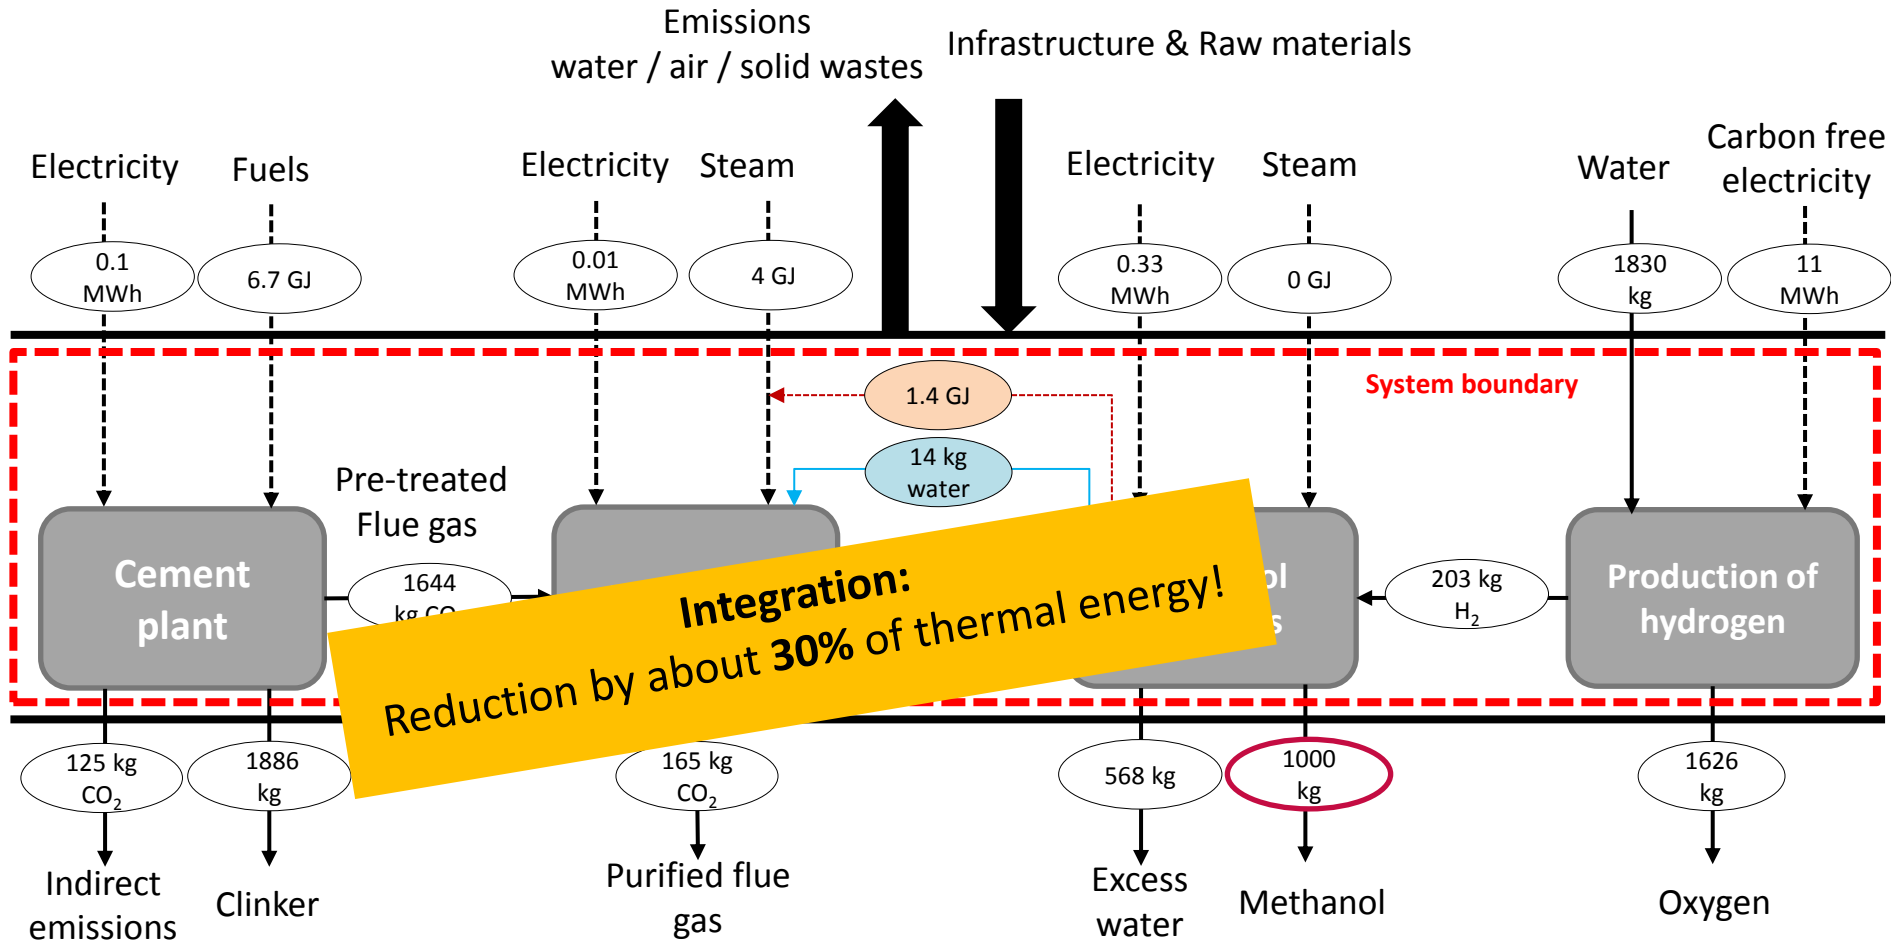 Emissions
water / air / solid wastes
Infrastructure & Raw materials
Electricity
Fuels
Electricity
Steam
Electricity
Steam
Water
Carbon free
electricity
0.1
MWh
6.7 GJ
0.01
MWh
4 GJ
0.33
MWh
0 GJ
1830
kg
11
MWh
System boundary
1.4 GJ
14 kg
water
Pre-treated
Flue gas
Cement
plant
1644
kg CO
Integration:
Reduction by about 30% of thermal energy!
ol
s
203 kg
H₂
Production of
hydrogen
125 kg
CO₂
1886
kg
165 kg
CO₂
568 kg
1000
kg
1626
kg
Indirect
emissions
Clinker
Purified flue
gas
Excess
water
Methanol
Oxygen